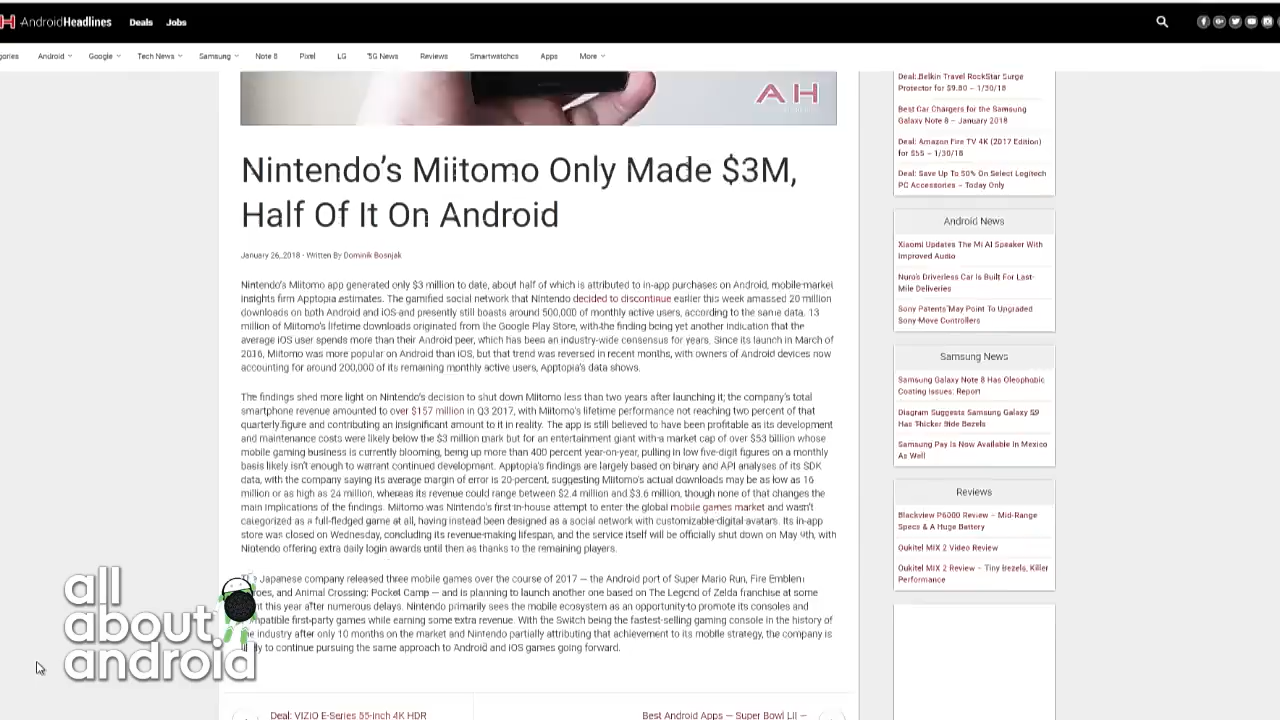 AndroidHeadlines Deals Jobs
Android Google Tech News Samsung Note 8 Pixel LG 5G News Reviews Smartwatches Apps More
AH
Nintendo's Miitomo Only Made $3M,
Half Of It On Android
January 26, 2018 - Written By Dominik Bosnjak
Nintendo's Miitomo app generated only $3 million to date, about half of which is attributed to in-app purchases on Android, mobile-market
insights firm Apptopia estimates. The gamified social network that Nintendo decided to discontinue earlier this week amassed 20 million
downloads on both Android and iOS and presently still boasts around 500,000 of monthly active users, according to the same data. 13
million of Miitomo's lifetime downloads originated from the Google Play Store, with the finding being yet another indication that the
average iOS user spends more than their Android peer, which has been an industry-wide consensus for years. Since its launch in March of
2016, Miitomo was more popular on Android than iOS, but that trend was reversed in recent months, with owners of Android devices now
accounting for around 200,000 of its remaining monthly active users, Apptopia's data shows.
The findings shed more light on Nintendo's decision to shut down Miitomo less than two years after launching it; the company's total
smartphone revenue amounted to over $157 million in Q3 2017, with Miitomo's lifetime performance not reaching two percent of that
quarterly figure and contributing an insignificant amount to it in reality. The app is still believed to have been profitable as its development
and maintenance costs were likely below the $3 million mark but for an entertainment giant with a market cap of over $53 billion whose
mobile gaming business is currently blooming, being up more than 400 percent year-on-year, pulling in low five-digit figures on a monthly
basis likely isn't enough to warrant continued development. Apptopia's findings are largely based on binary and API analyses of its SDK
data, with the company saying its average margin of error is 20-percent, suggesting Miitomo's actual downloads may be as low as 16
million or as high as 24 million, whereas its revenue could range between $2.4 million and $3.6 million, though none of that changes the
main implications of the findings. Miitomo was Nintendo's first in-house attempt to enter the global mobile games market and wasn't
categorized as a full-fledged game at all, having instead been designed as a social network with customizable digital avatars. Its in-app
store was closed on Wednesday, concluding its revenue-making lifespan, and the service itself will be officially shut down on May 9th, with
Nintendo offering extra daily login awards until then as thanks to the remaining players.
Japanese company released three mobile games over the course of 2017 — the Android port of Super Mario Run, Fire Emblem
and Animal Crossing: Pocket Camp — and is planning to launch another one based on The Legend of Zelda franchise at some
this year after numerous delays. Nintendo primarily sees the mobile ecosystem as an opportunity to promote its consoles and
first-party games while earning some extra revenue. With the Switch being the fastest-selling gaming console in the history of
industry after only 10 months on the market and Nintendo partially attributing that achievement to its mobile strategy, the company is
to continue pursuing the same approach to Android and iOS games going forward.
Deal: VIZIO E-Series 55-Inch 4K HDR
Best Android Apps — Super Bowl LII —
Deal: Belkin Travel RockStar Surge
Protector for $9.80 – 1/30/18
Best Car Chargers for the Samsung
Galaxy Note 8 – January 2018
Deal: Amazon Fire TV 4K (2017 Edition)
for $55 – 1/30/18
Deal: Save Up To 50% On Select Logitech
PC Accessories – Today Only
Android News
Xiaomi Updates The Mi AI Speaker With
Improved Audio
Nuro's Driverless Car Is Built For Last-
Mile Deliveries
Sony Patents May Point To Upgraded
Sony Move Controllers
Samsung News
Samsung Galaxy Note 8 Has Oleophobic
Coating Issues: Report
Diagram Suggests Samsung Galaxy S9
Has Thicker Side Bezels
Samsung Pay Is Now Available In Mexico
As Well
Reviews
Blackview P6000 Review – Mid-Range
Specs & A Huge Battery
Oukitel MIX 2 Video Review
Oukitel MIX 2 Review – Tiny Bezels, Killer
Performance
all
about
android